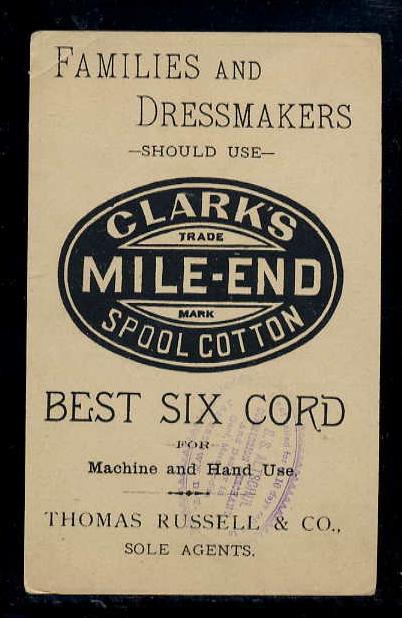 FAMILIES AND
DRESSMAKERS
—SHOULD USE—
CLARK'S
TRADE
MILE-END
MARK
SPOOL COTTON
BEST SIX CORD
FOR
Machine and Hand Use.
THOMAS RUSSELL & CO.,
SOLE AGENTS.